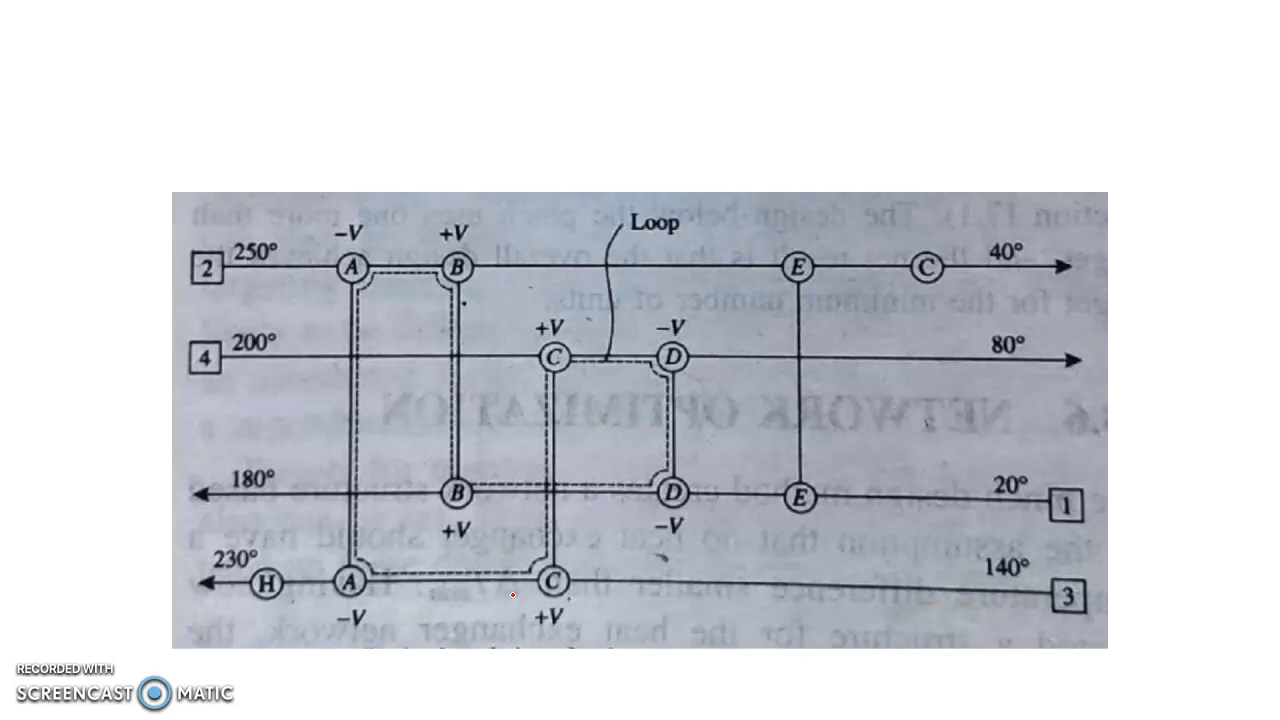 Loop
-V +V
2 250° A B E C 40°
+V -V
4 200° C D 80°
180° B D E 20° 1
+V -V
230° H A C 140° 3
-V +V
RECORDED WITH
SCREENCAST MATIC